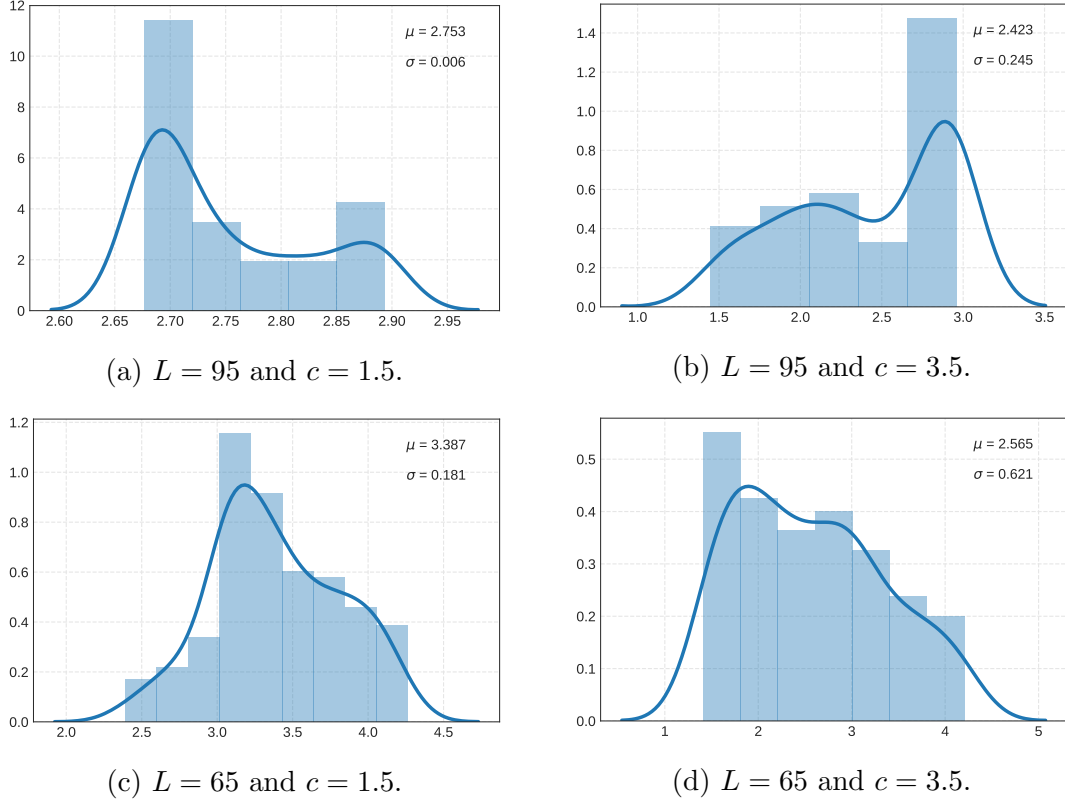 12
10
8
6
4
2
0
2.60 2.65 2.70 2.75 2.80 2.85 2.90 2.95
μ = 2.753
σ = 0.006
(a) L = 95 and c = 1.5.
1.4
1.2
1.0
0.8
0.6
0.4
0.2
0.0
1.0 1.5 2.0 2.5 3.0 3.5
μ = 2.423
σ = 0.245
(b) L = 95 and c = 3.5.
1.2
1.0
0.8
0.6
0.4
0.2
0.0
2.0 2.5 3.0 3.5 4.0 4.5
μ = 3.387
σ = 0.181
(c) L = 65 and c = 1.5.
0.5
0.4
0.3
0.2
0.1
0.0
1 2 3 4 5
μ = 2.565
σ = 0.621
(d) L = 65 and c = 3.5.